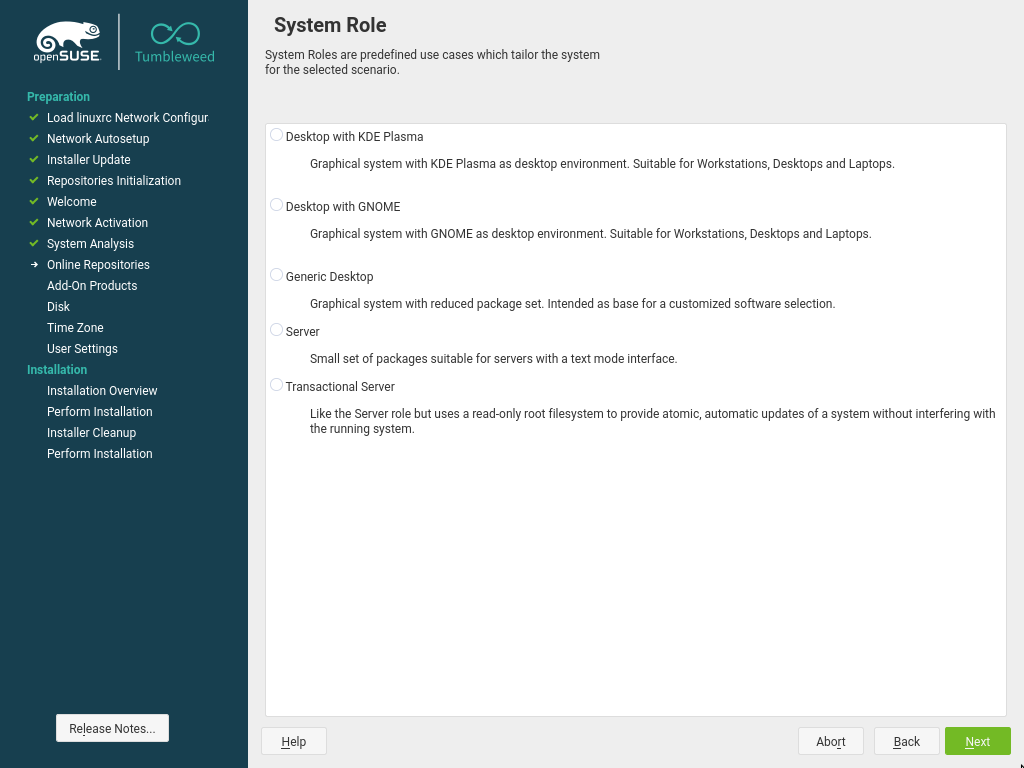 openSUSE
Tumbleweed
Preparation
Load linuxrc Network Configur
Network Autosetup
Installer Update
Repositories Initialization
Welcome
Network Activation
System Analysis
Online Repositories
Add-On Products
Disk
Time Zone
User Settings
Installation
Installation Overview
Perform Installation
Installer Cleanup
Perform Installation
Release Notes...
System Role
System Roles are predefined use cases which tailor the system
for the selected scenario.
Desktop with KDE Plasma
Graphical system with KDE Plasma as desktop environment. Suitable for Workstations, Desktops and Laptops.
Desktop with GNOME
Graphical system with GNOME as desktop environment. Suitable for Workstations, Desktops and Laptops.
Generic Desktop
Graphical system with reduced package set. Intended as base for a customized software selection.
Server
Small set of packages suitable for servers with a text mode interface.
Transactional Server
Like the Server role but uses a read-only root filesystem to provide atomic, automatic updates of a system without interfering with
the running system.
Help
Abort
Back
Next